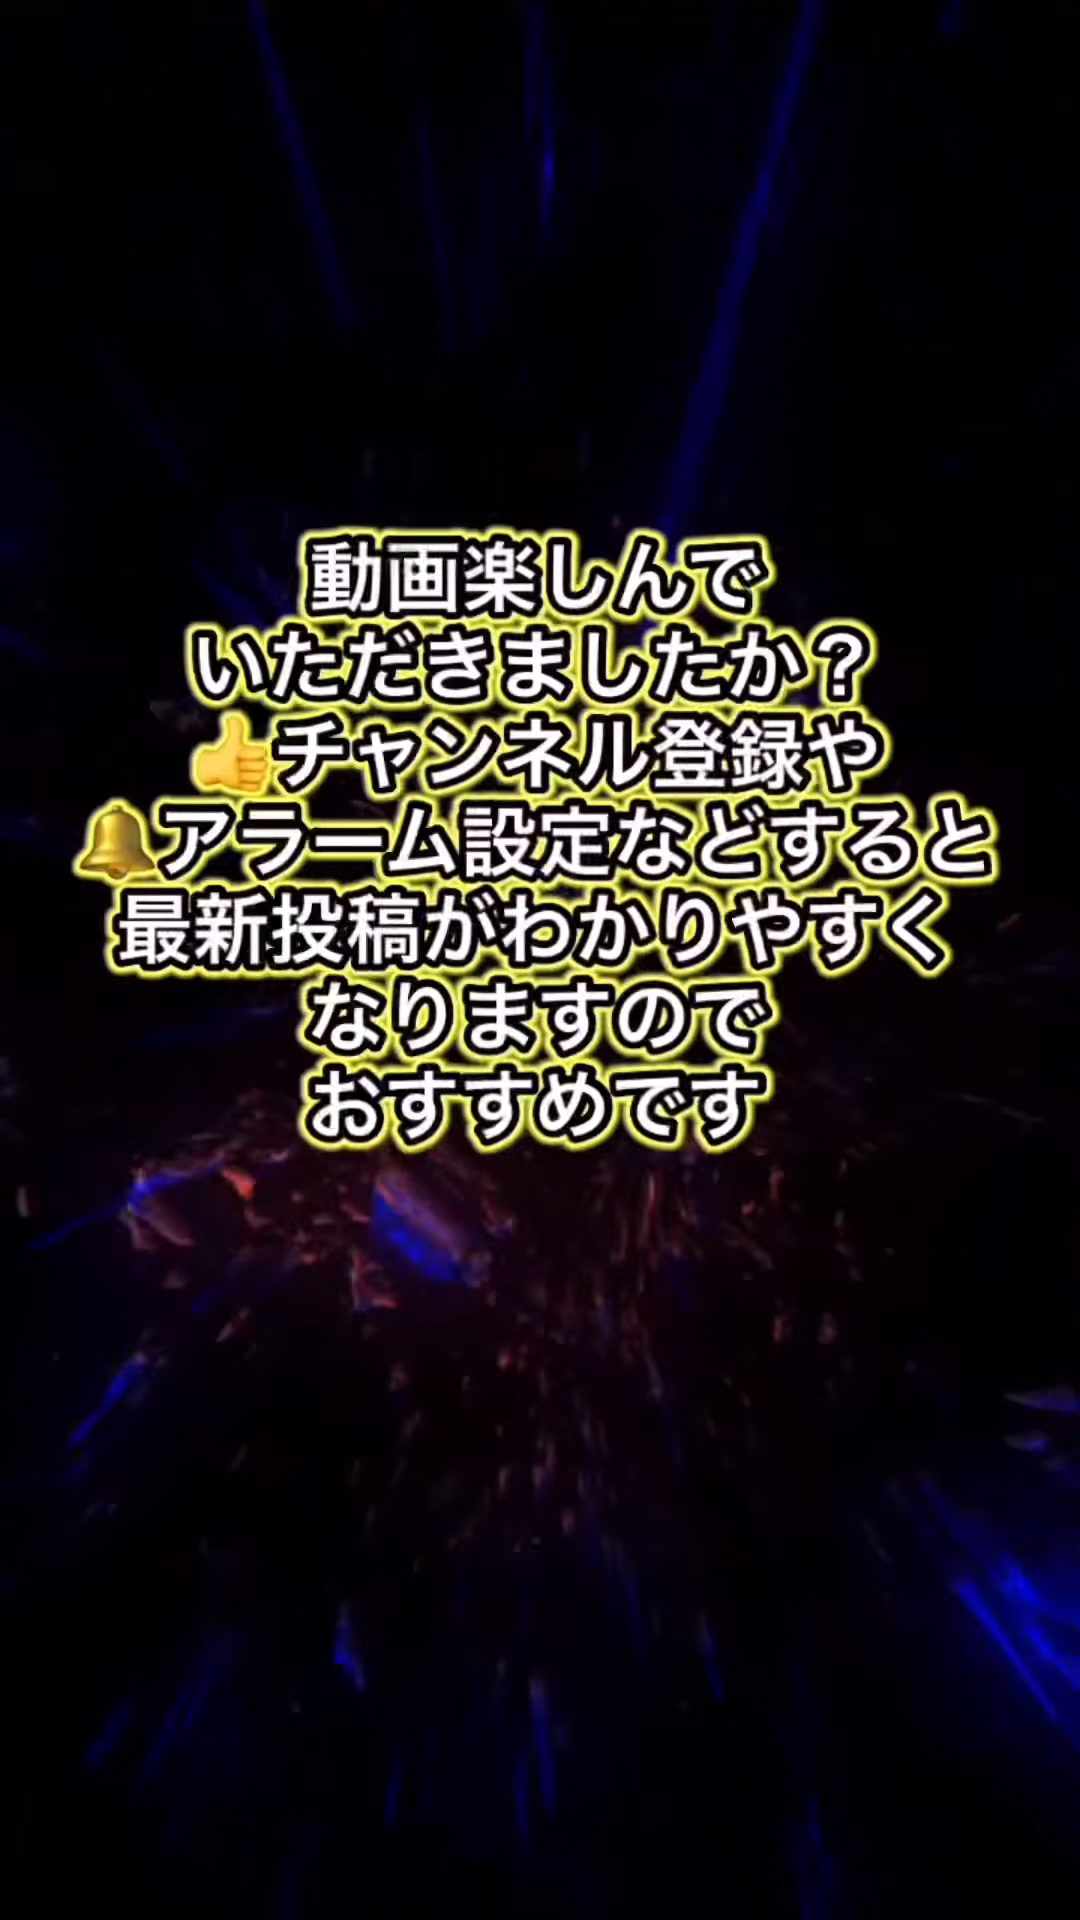 動画楽しんで
いただきましたか？
👍チャンネル登録や
🔔アラーム設定などすると
最新投稿がわかりやすく
なりますので
おすすめです